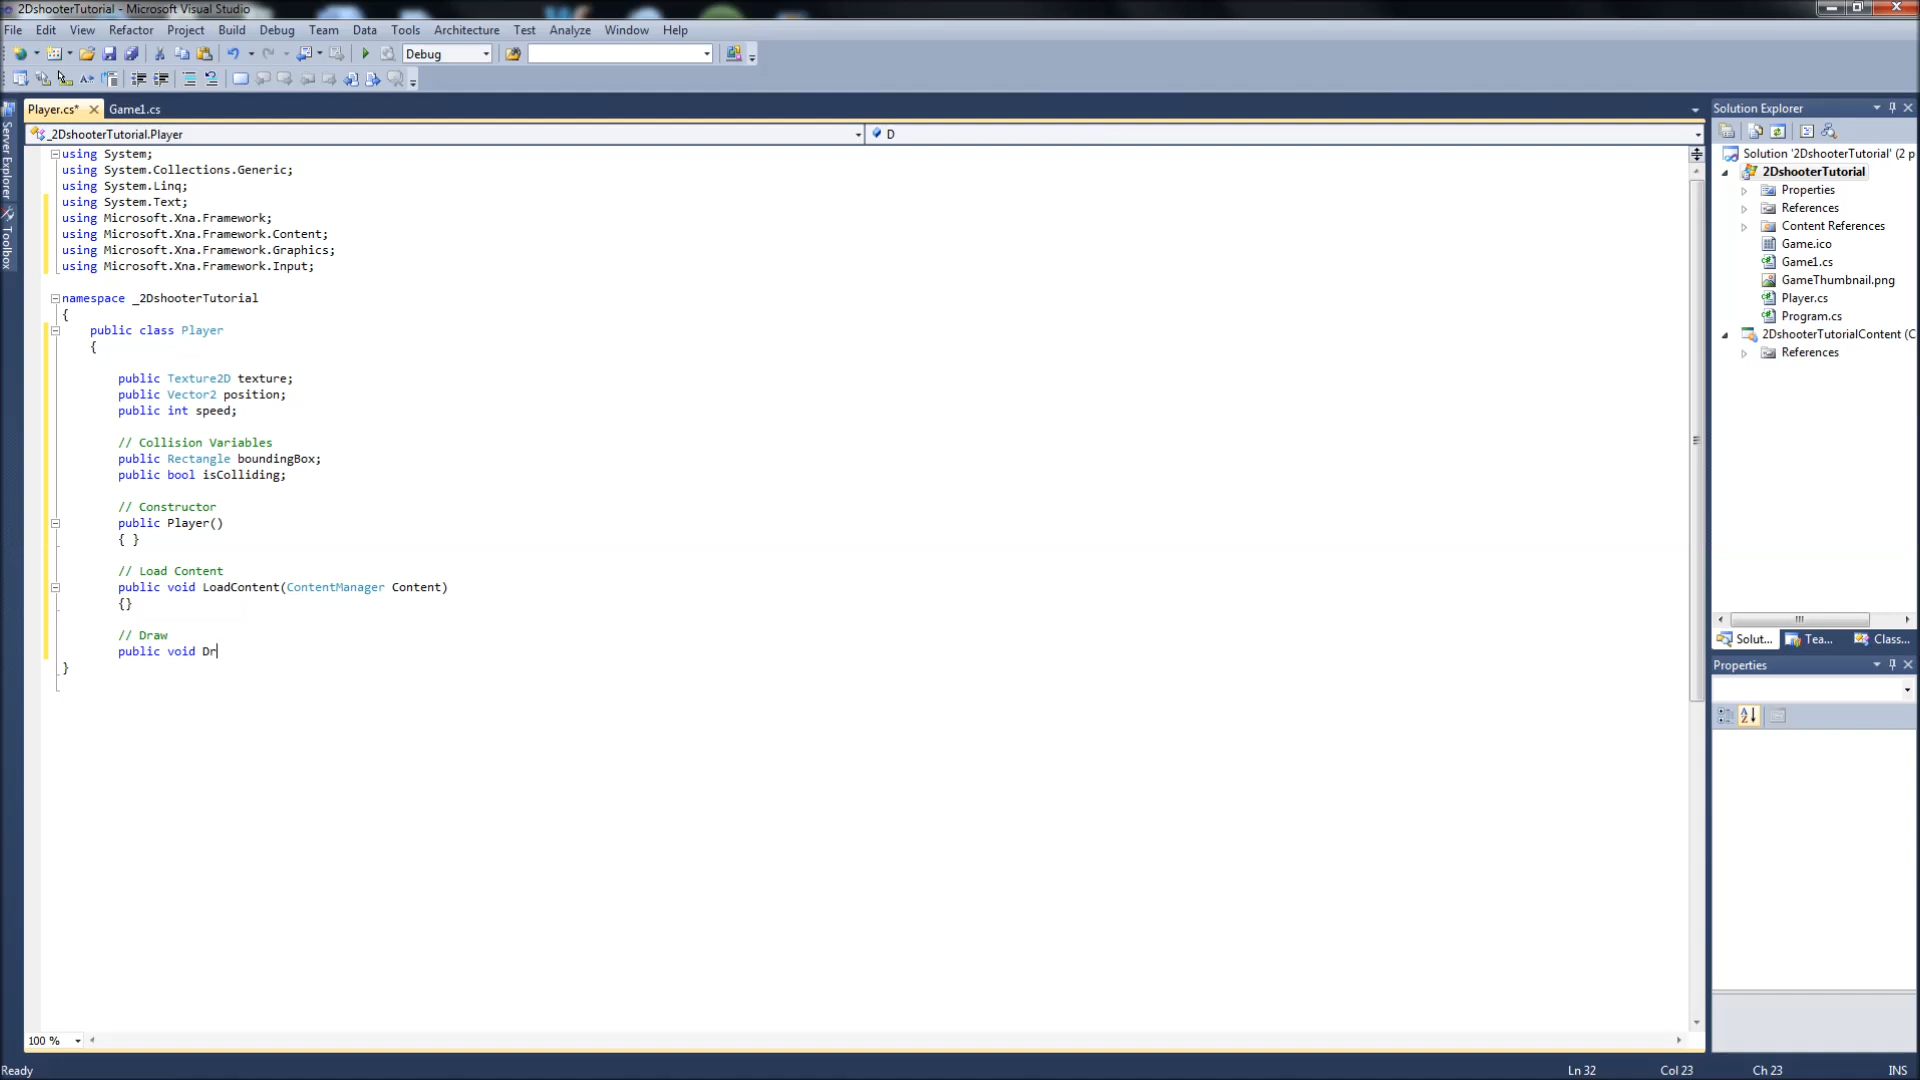 2DshooterTutorial - Microsoft Visual Studio
File Edit View Refactor Project Build Debug Team Data Tools Architecture Test Analyze Window Help
Debug
Player.cs* Game1.cs
_2DshooterTutorial.Player
D
Server Explorer
Toolbox
using System;
using System.Collections.Generic;
using System.Linq;
using System.Text;
using Microsoft.Xna.Framework;
using Microsoft.Xna.Framework.Content;
using Microsoft.Xna.Framework.Graphics;
using Microsoft.Xna.Framework.Input;
namespace _2DshooterTutorial
{
public class Player
{
public Texture2D texture;
public Vector2 position;
public int speed;
// Collision Variables
public Rectangle boundingBox;
public bool isColliding;
// Constructor
public Player()
{ }
// Load Content
public void LoadContent(ContentManager Content)
{}
// Draw
public void Dr
}
100 %
Solution Explorer
Solution '2DshooterTutorial' (2 p
2DshooterTutorial
Properties
References
Content References
Game.ico
Game1.cs
GameThumbnail.png
Player.cs
Program.cs
2DshooterTutorialContent (C
References
Solut... Tea... Class...
Properties
Ready
Ln 32 Col 23 Ch 23 INS